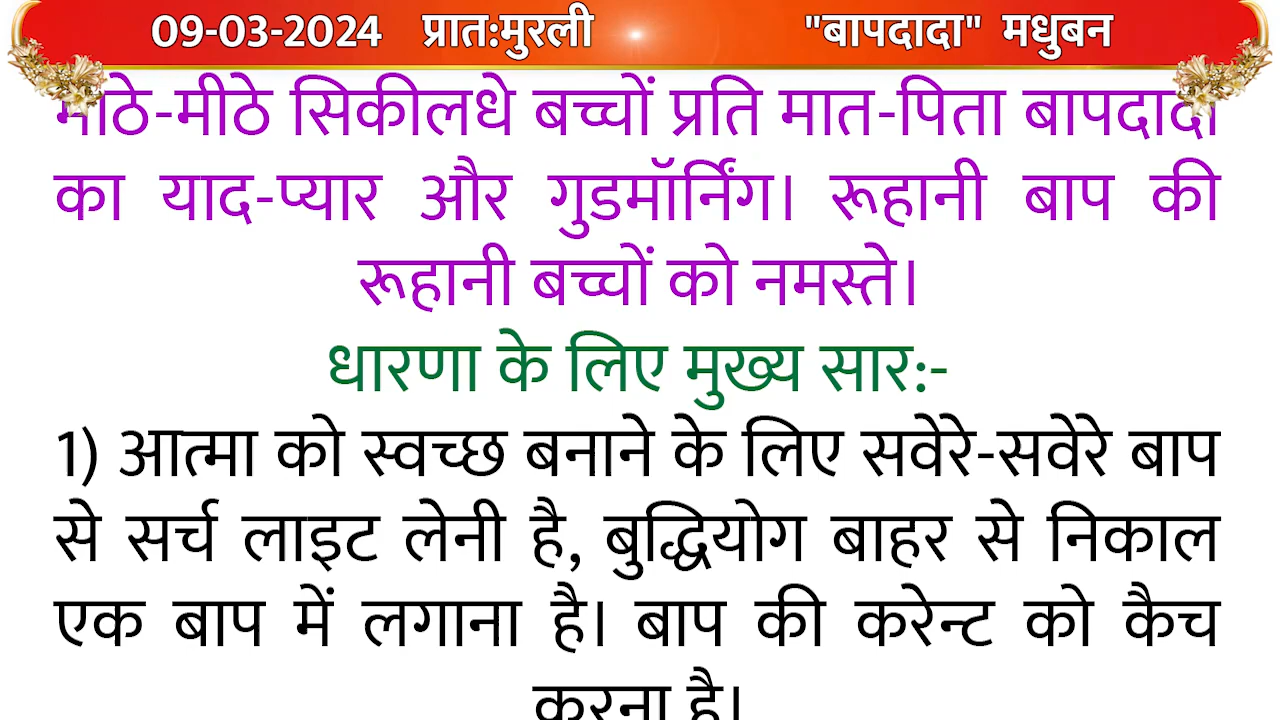 09-03-2024 प्रात:मुरली "बापदादा" मधुबन
मीठे-मीठे सिकीलधे बच्चों प्रति मात-पिता बापदादा
का याद-प्यार और गुडमॉर्निंग। रूहानी बाप की
रूहानी बच्चों को नमस्ते।
धारणा के लिए मुख्य सार:-
1) आत्मा को स्वच्छ बनाने के लिए सवेरे-सवेरे बाप
से सर्च लाइट लेनी है, बुद्धियोग बाहर से निकाल
एक बाप में लगाना है। बाप की करेन्ट को कैच
करना है।